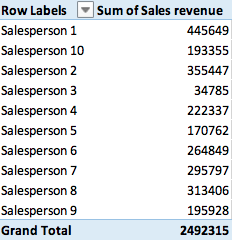 Row Labels Sum of Sales revenue
Salesperson 1 445649
Salesperson 10 193355
Salesperson 2 355447
Salesperson 3 34785
Salesperson 4 222337
Salesperson 5 170762
Salesperson 6 264849
Salesperson 7 295797
Salesperson 8 313406
Salesperson 9 195928
Grand Total 2492315